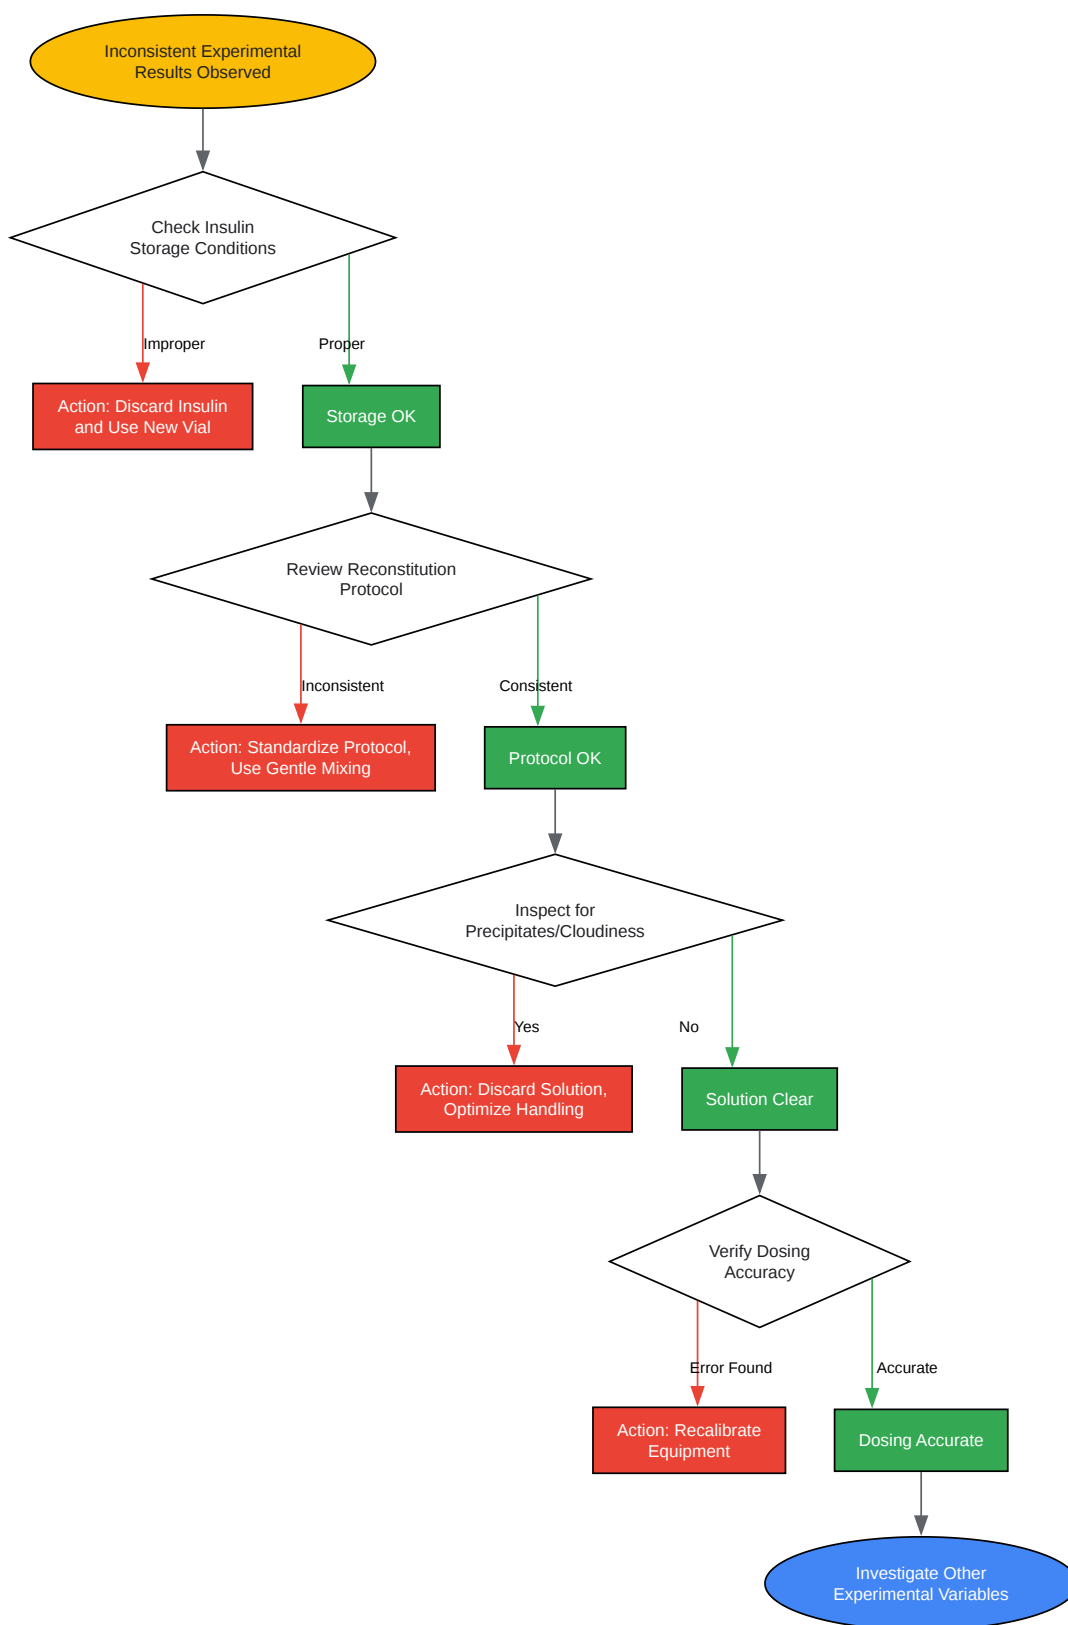 Inconsistent Experimental
Results Observed
Check Insulin
Storage Conditions
Improper
Proper
Action: Discard Insulin
and Use New Vial
Storage OK
Review Reconstitution
Protocol
Inconsistent
Consistent
Action: Standardize Protocol,
Use Gentle Mixing
Protocol OK
Inspect for
Precipitates/Cloudiness
Yes
No
Action: Discard Solution,
Optimize Handling
Solution Clear
Verify Dosing
Accuracy
Error Found
Accurate
Action: Recalibrate
Equipment
Dosing Accurate
Investigate Other
Experimental Variables